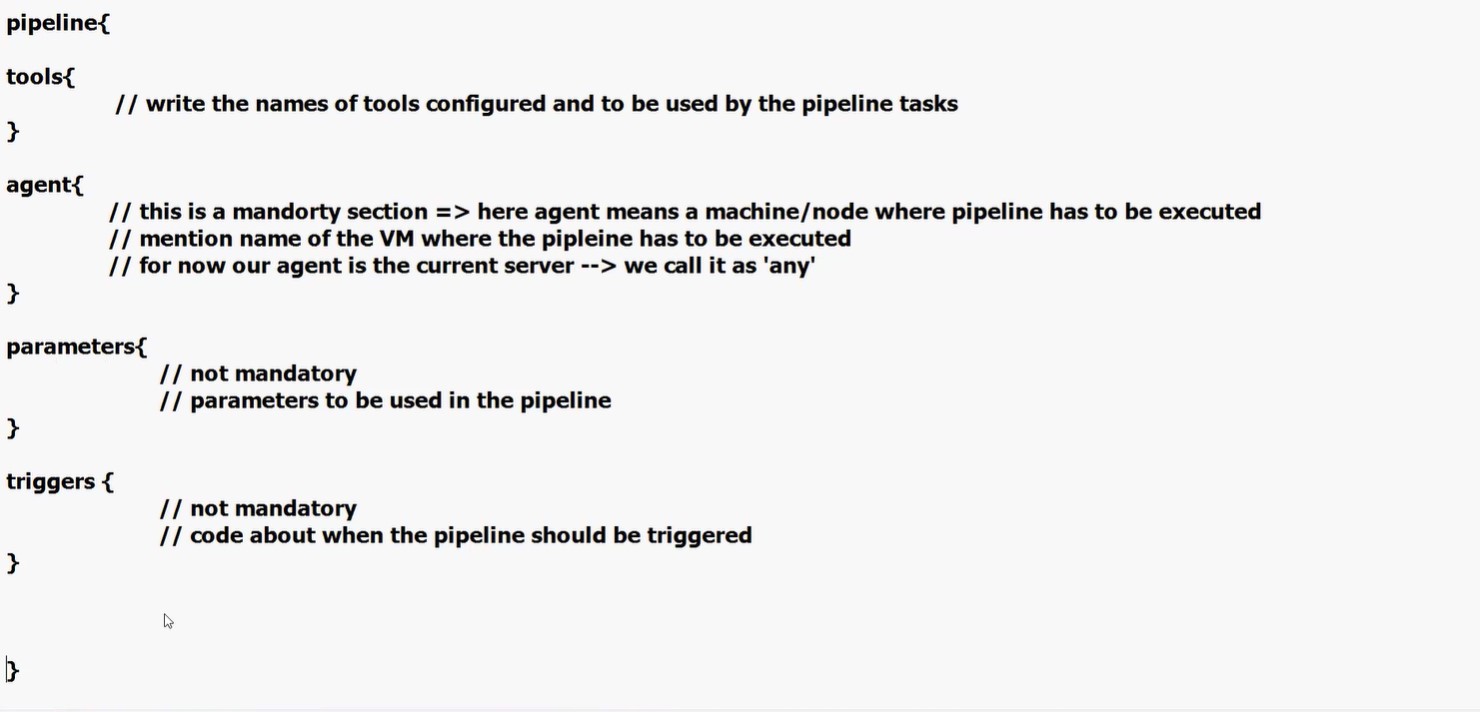 pipeline{
tools{
// write the names of tools configured and to be used by the pipeline tasks
}
agent{
// this is a mandorty section => here agent means a machine/node where pipeline has to be executed
// mention name of the VM where the pipleine has to be executed
// for now our agent is the current server --> we call it as 'any'
}
parameters{
// not mandatory
// parameters to be used in the pipeline
}
triggers {
// not mandatory
// code about when the pipeline should be triggered
}
}